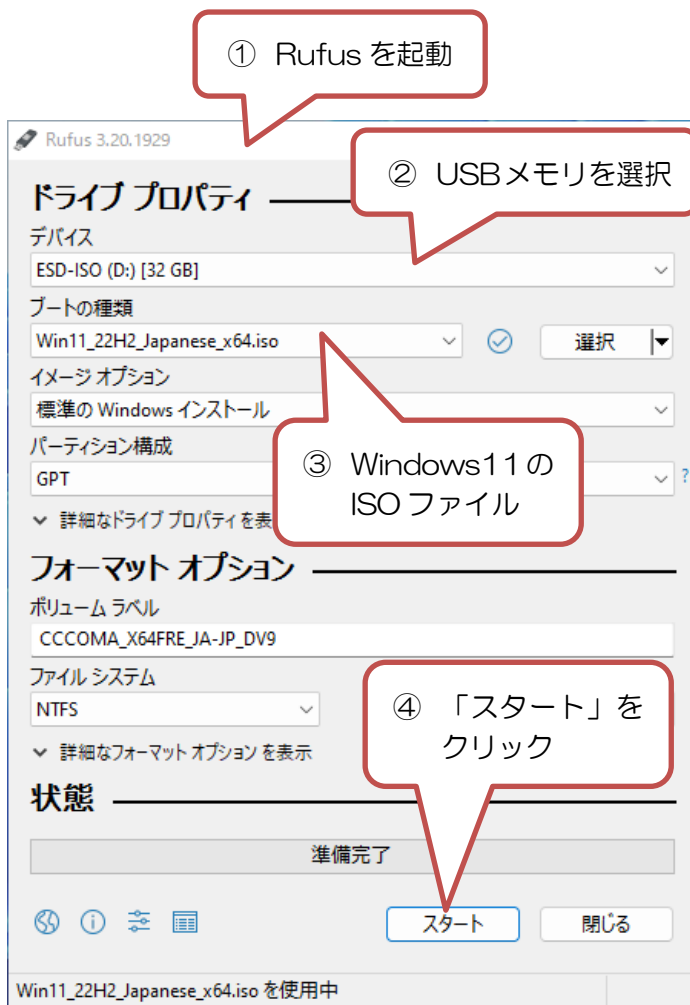 ① Rufus を起動
Rufus 3.20.1929
② USBメモリを選択
ドライブ プロパティ
デバイス
ESD-ISO (D:) [32 GB]
ブートの種類
Win11_22H2_Japanese_x64.iso
選択
イメージ オプション
標準の Windows インストール
パーティション構成
GPT
?
③ Windows11の
ISO ファイル
詳細なドライブ プロパティを表
フォーマット オプション
ボリューム ラベル
CCCOMA_X64FRE_JA-JP_DV9
ファイル システム
NTFS
④ 「スタート」を
クリック
詳細なフォーマット オプション を表示
状態
準備完了
スタート
閉じる
Win11_22H2_Japanese_x64.iso を使用中